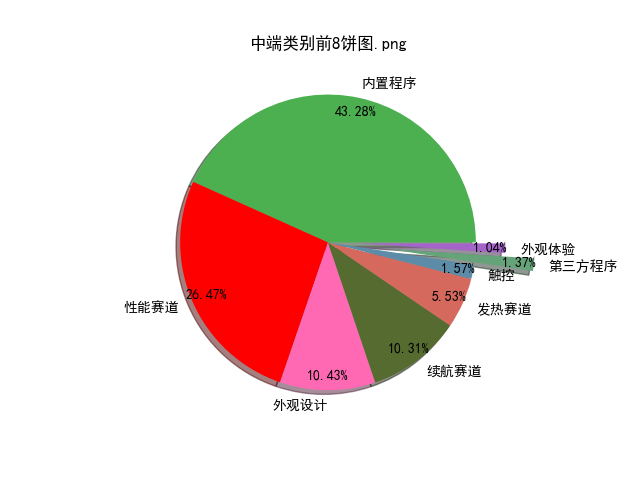 中端类别前8饼图.png
内置程序
43.28%
性能赛道
26.47%
外观设计
10.43%
续航赛道
10.31%
发热赛道
5.53%
触控
1.57%
第三方程序
1.37%
外观体验
1.04%